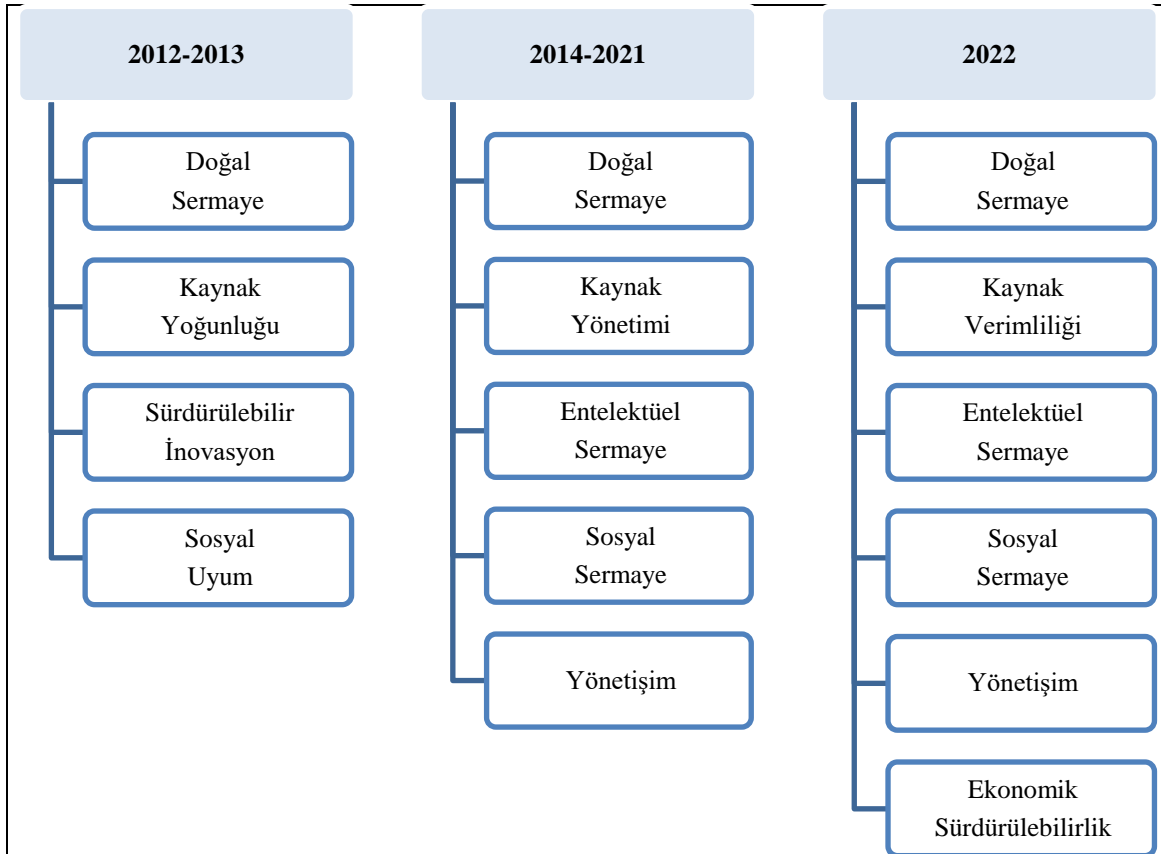 2012-2013
Doğal
Sermaye
Kaynak
Yoğunluğu
Sürdürülebilir
İnovasyon
Sosyal
Uyum
2014-2021
Doğal
Sermaye
Kaynak
Yönetimi
Entelektüel
Sermaye
Sosyal
Sermaye
Yönetişim
2022
Doğal
Sermaye
Kaynak
Verimliliği
Entelektüel
Sermaye
Sosyal
Sermaye
Yönetişim
Ekonomik
Sürdürülebilirlik